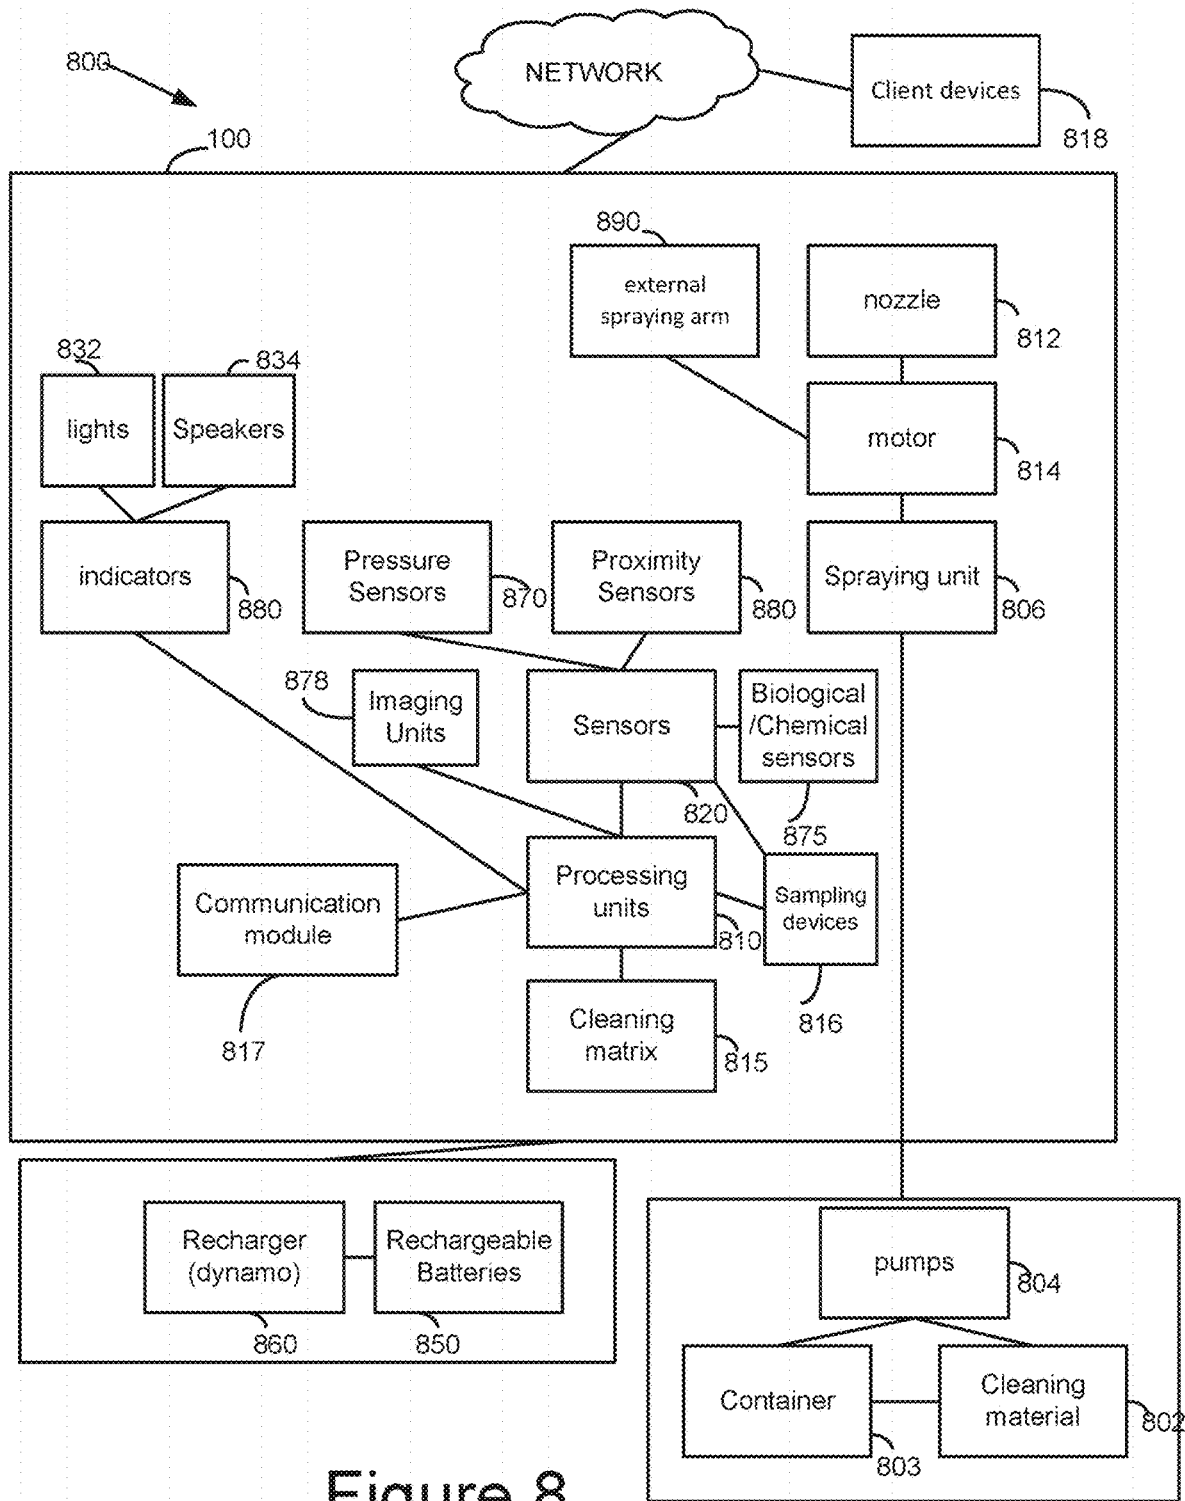 800
NETWORK
Client devices
818
100
890
external
spraying arm
nozzle
812
832
834
lights
Speakers
motor
814
indicators
880
Pressure
Sensors
870
Proximity
Sensors
880
Spraying unit
806
878
Imaging
Units
Sensors
820
Biological
/Chemical
sensors
875
Communication
module
817
Processing
units
810
Sampling
devices
816
Cleaning
matrix
815
Recharger
(dynamo)
860
Rechargeable
Batteries
850
pumps
804
Container
803
Cleaning
material
802
Figure 8